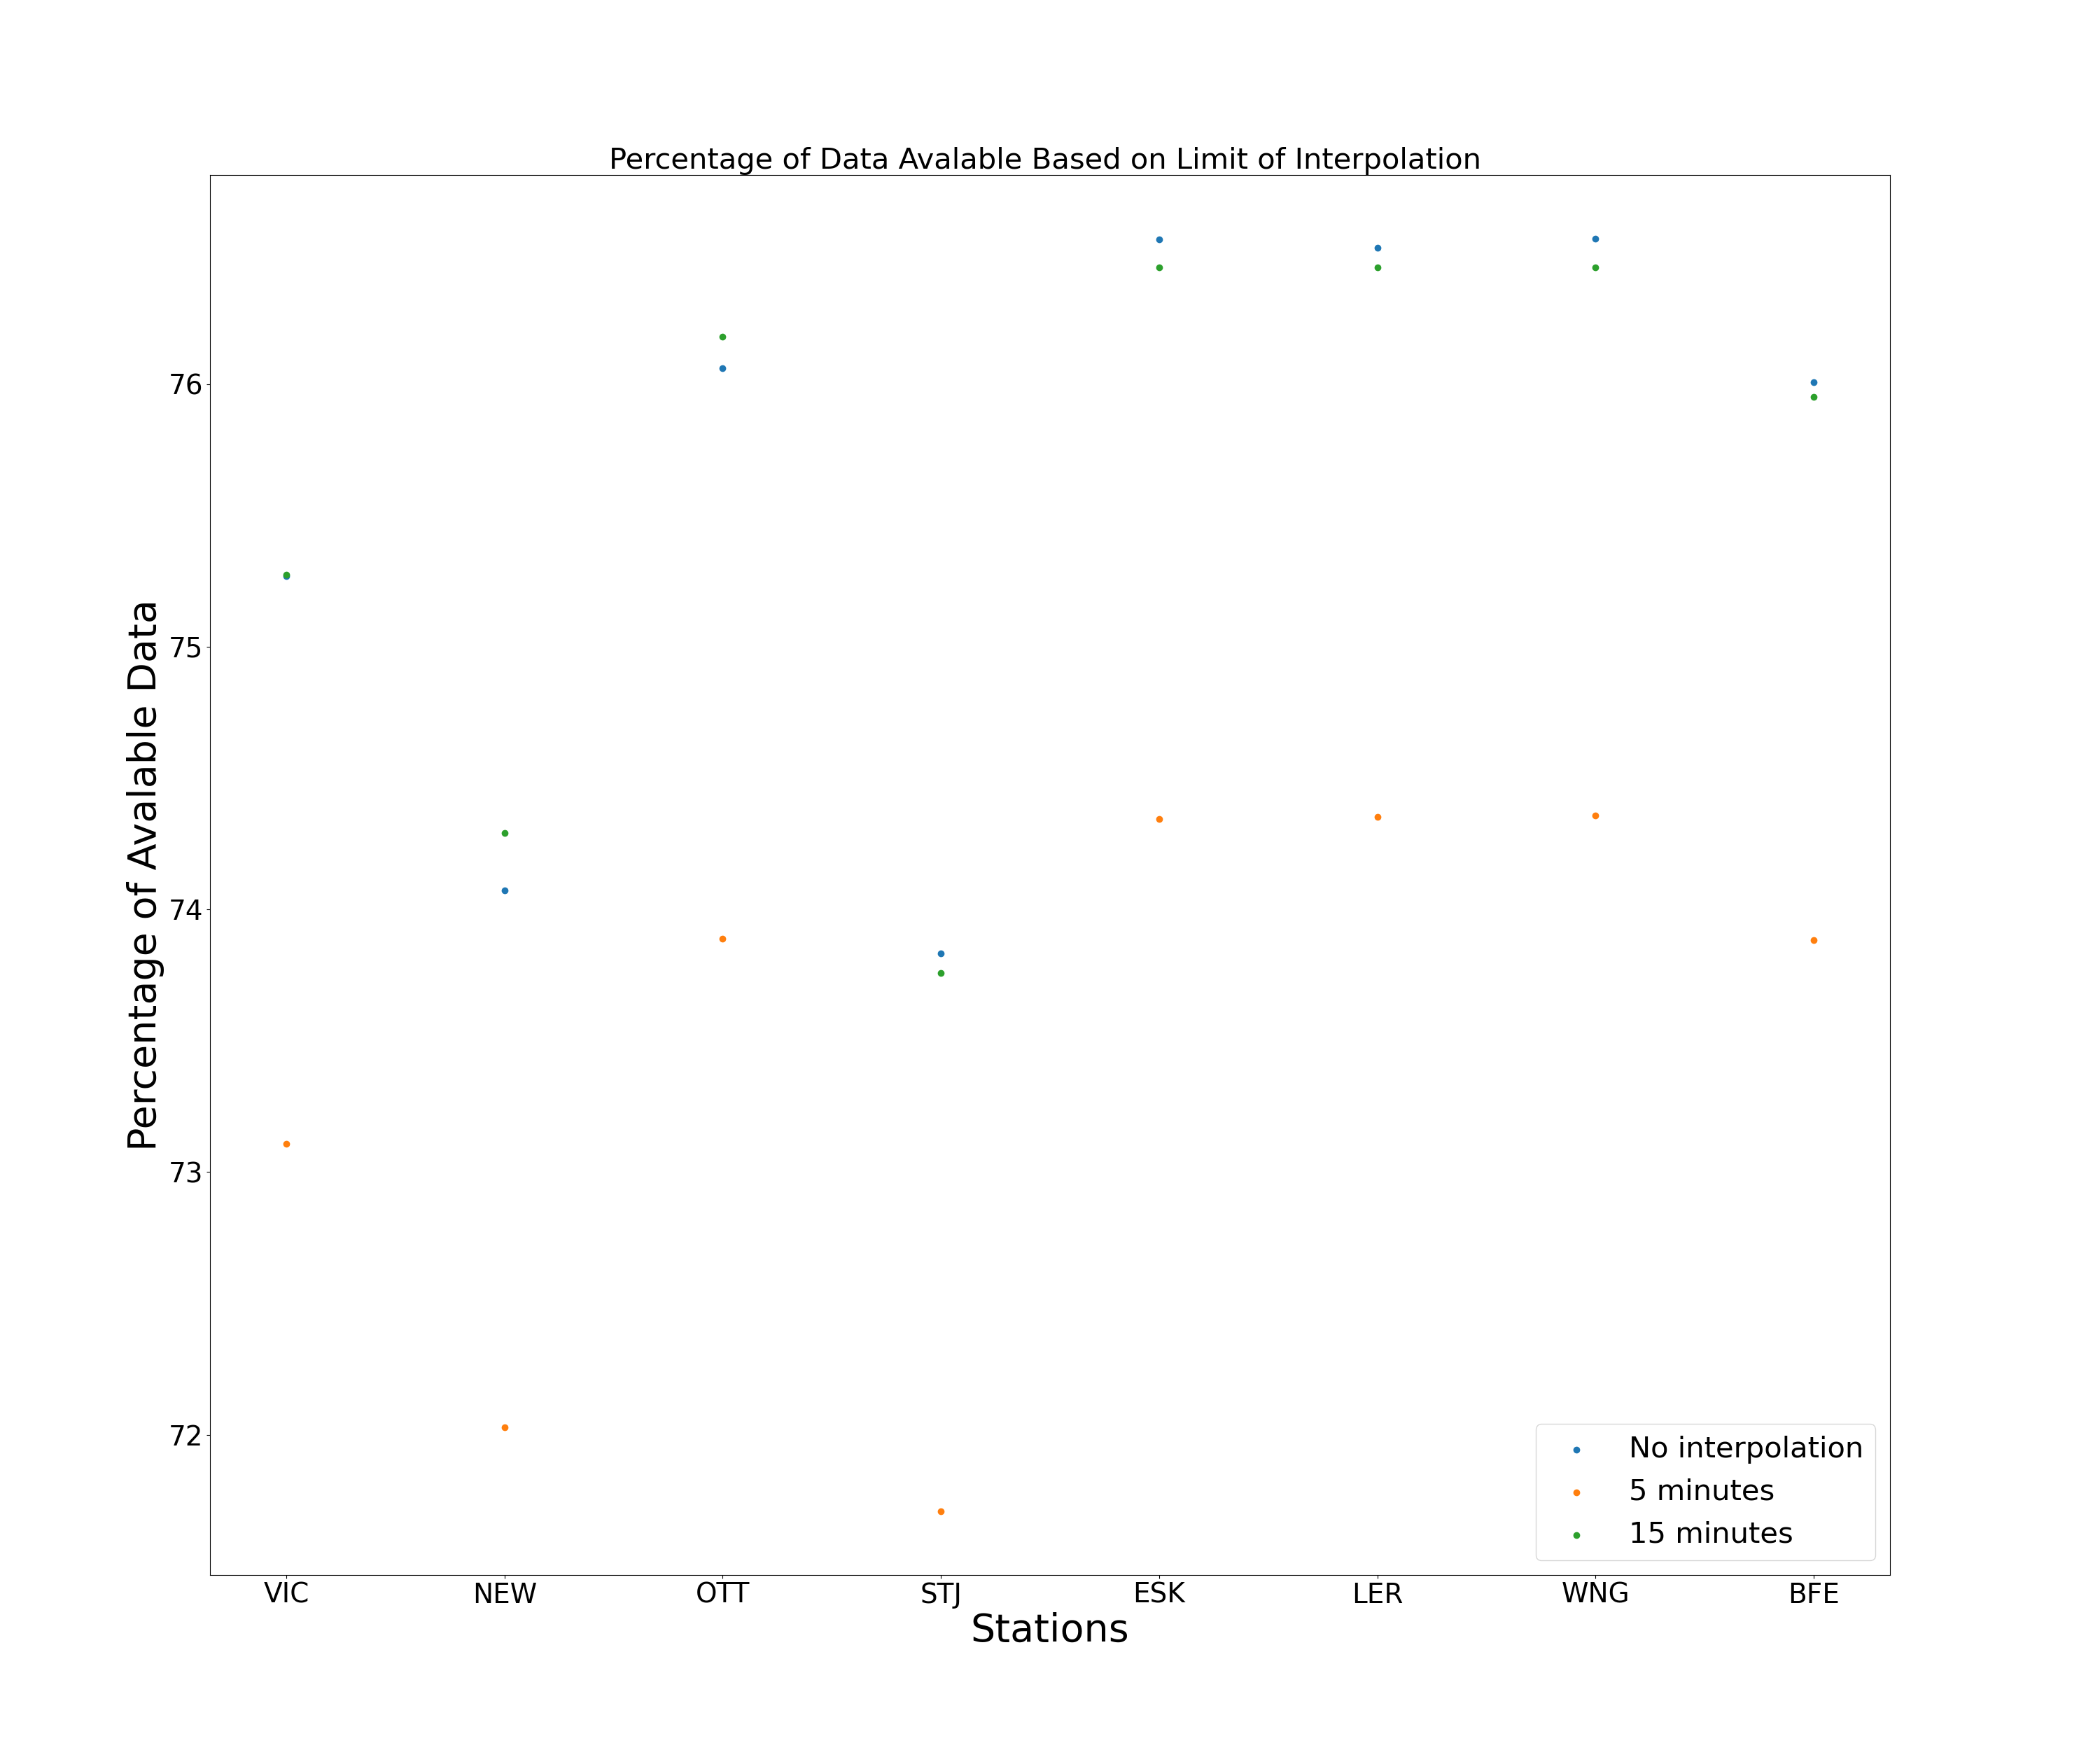 Percentage of Data Avalable Based on Limit of Interpolation
Percentage of Avalable Data
76
75
74
73
72
VIC NEW OTT STJ ESK LER WNG BFE
Stations
No interpolation
5 minutes
15 minutes